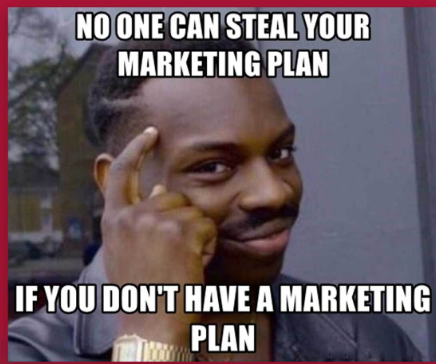 NO ONE CAN STEAL YOUR
MARKETING PLAN
IF YOU DON'T HAVE A MARKETING
PLAN